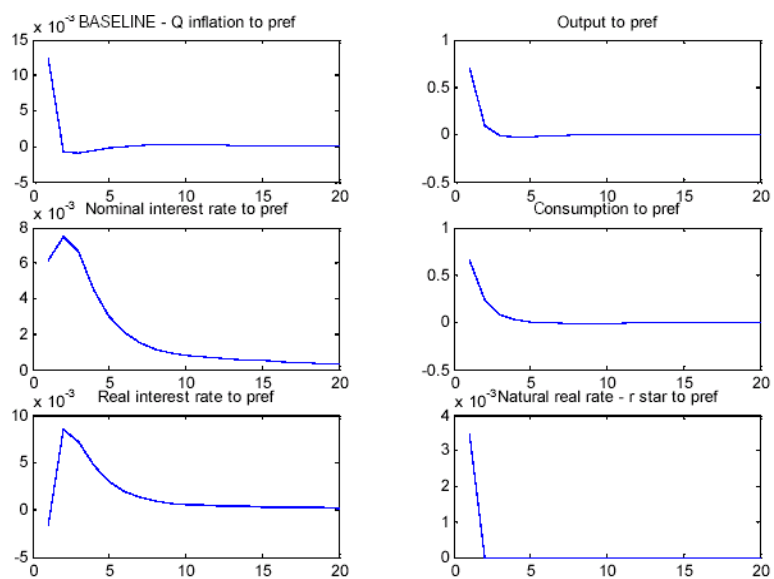 x 10⁻³ BASELINE - Q inflation to pref
15
10
5
0
-5
0 5 10 15 20
Output to pref
1
0.5
0
-0.5
0 5 10 15 20
x 10⁻³ Nominal interest rate to pref
8
6
4
2
0
0 5 10 15 20
Consumption to pref
1
0.5
0
-0.5
0 5 10 15 20
x 10⁻³ Real interest rate to pref
10
5
0
-5
0 5 10 15 20
x 10⁻³ Natural real rate - r star to pref
4
3
2
1
0
0 5 10 15 20